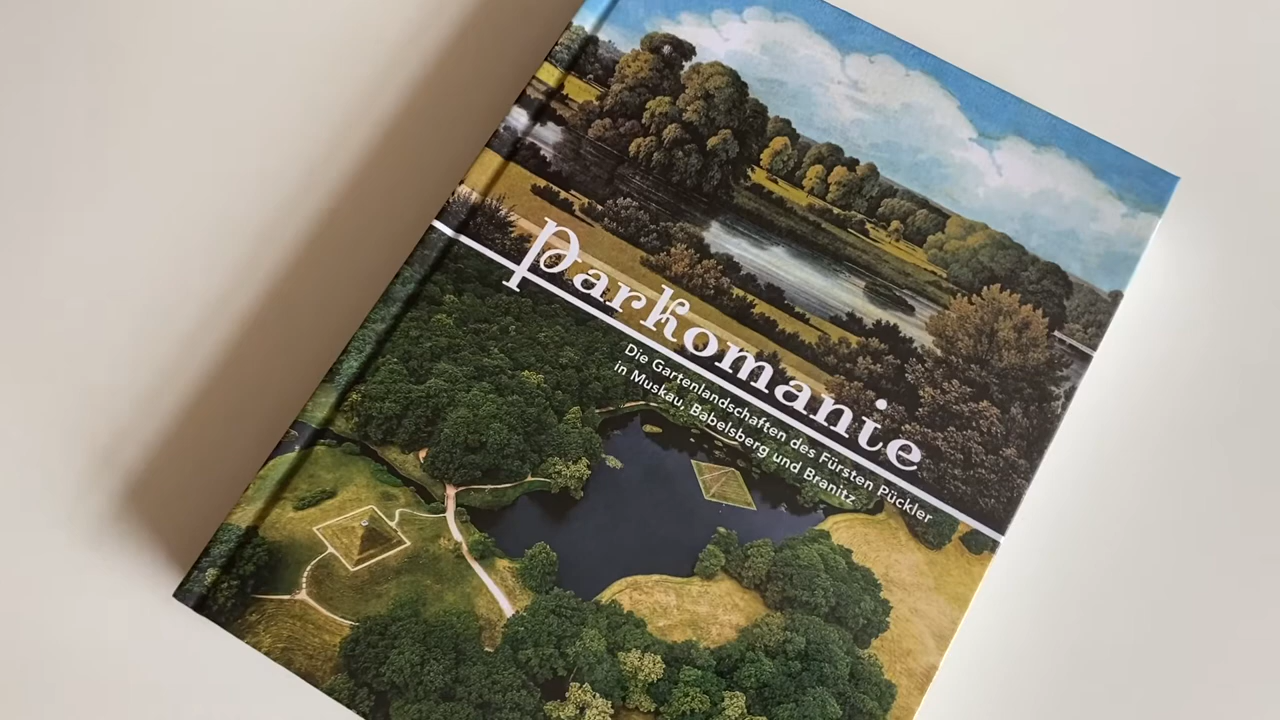 Parkomanie
Die Gartenlandschaften des Fürsten Pückler
in Muskau, Babelsberg und Branitz